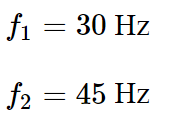 f₁ = 30 Hz
f₂ = 45 Hz